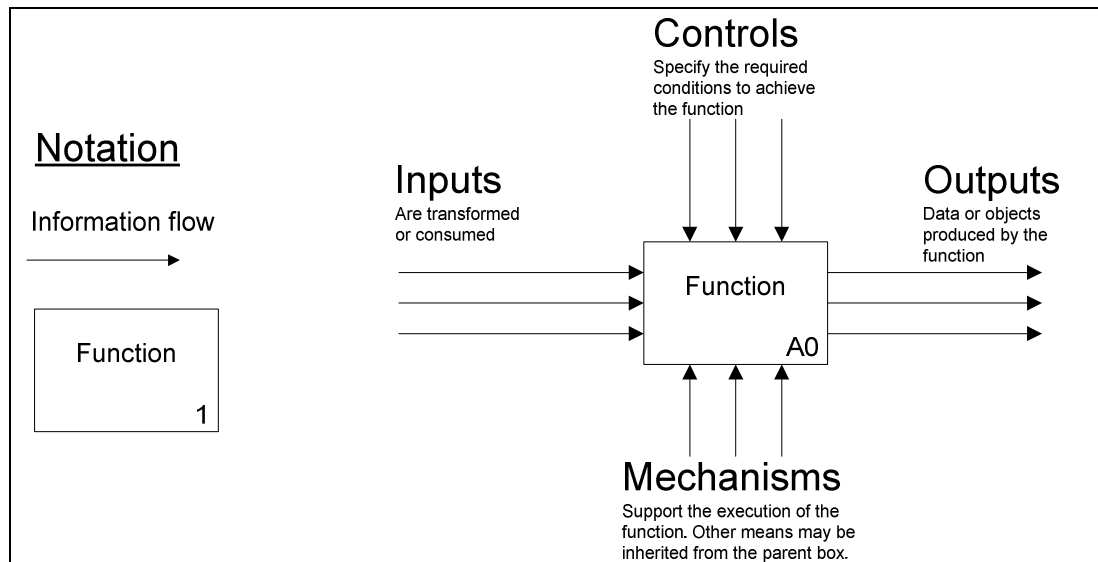 Notation
Information flow
Function
1
Controls
Specify the required
conditions to achieve
the function
Inputs
Are transformed
or consumed
Function
A0
Outputs
Data or objects
produced by the
function
Mechanisms
Support the execution of the
function. Other means may be
inherited from the parent box.